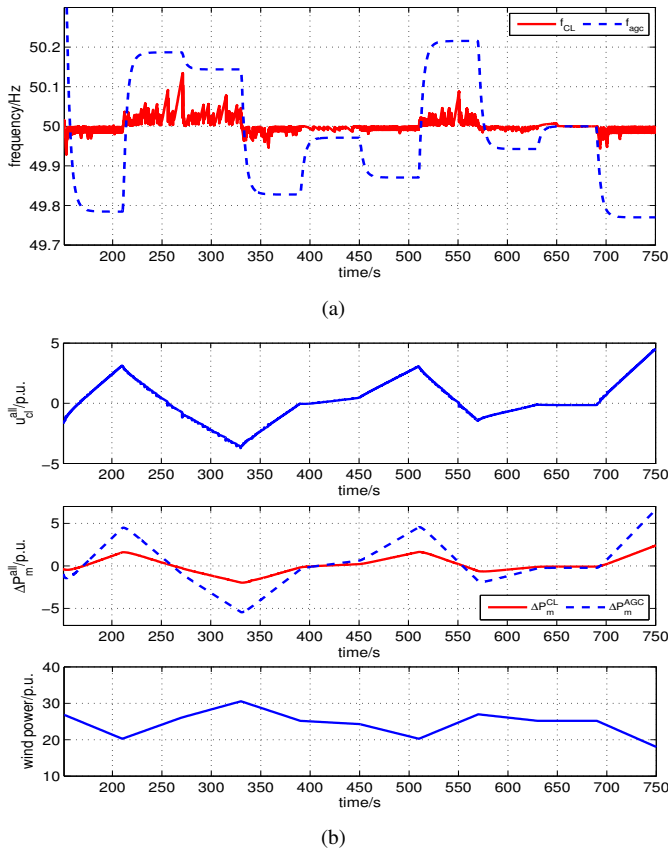 50.2
50.1
50
49.9
49.8
49.7
frequency/Hz
f_CL
f_agc
200 250 300 350 400 450 500 550 600 650 700 750
time/s
(a)
5
0
−5
u_cl^all/p.u.
200 250 300 350 400 450 500 550 600 650 700 750
time/s
5
0
−5
ΔP_m^all/p.u.
ΔP_m^CL
ΔP_m^AGC
200 250 300 350 400 450 500 550 600 650 700 750
time/s
40
30
20
10
wind power/p.u.
200 250 300 350 400 450 500 550 600 650 700 750
time/s
(b)